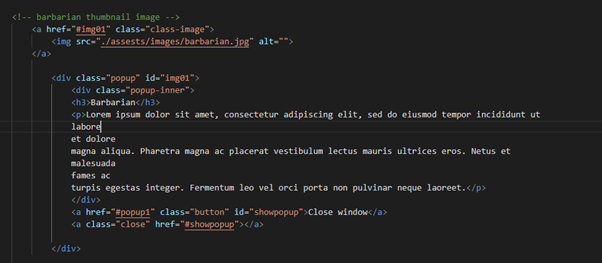 <!-- barbarian thumbnail image -->
<a href="#img01" class="class-image">
<img src="./assests/images/barbarian.jpg" alt="">
</a>
<div class="popup" id="img01">
<div class="popup-inner">
<h3>Barbarian</h3>
<p>Lorem ipsum dolor sit amet, consectetur adipiscing elit, sed do eiusmod tempor incididunt ut
labore
et dolore
magna aliqua. Pharetra magna ac placerat vestibulum lectus mauris ultrices eros. Netus et
malesuada
fames ac
turpis egestas integer. Fermentum leo vel orci porta non pulvinar neque laoreet.</p>
</div>
<a href="#popup1" class="button" id="showpopup">Close window</a>
<a class="close" href="#showpopup"></a>
</div>